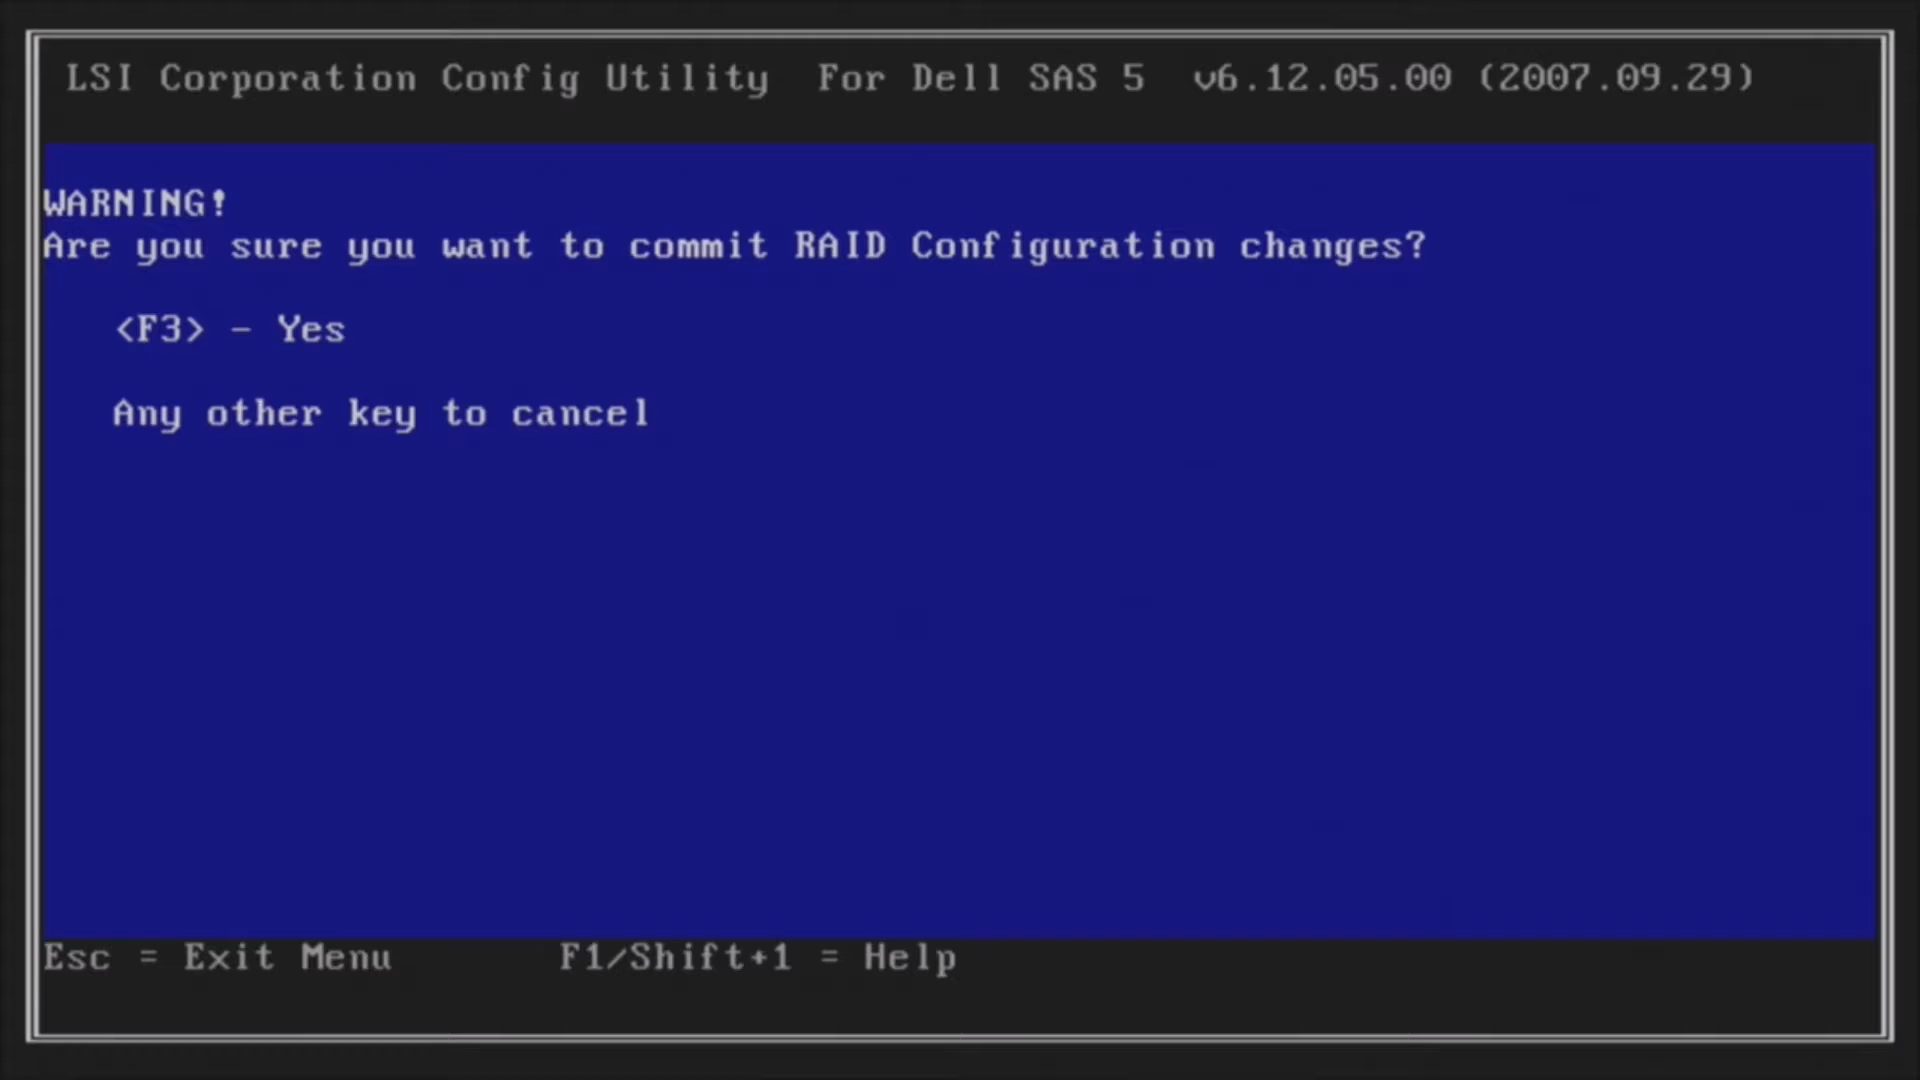 LSI Corporation Config Utility  For Dell SAS 5  v6.12.05.00 (2007.09.29)
WARNING!
Are you sure you want to commit RAID Configuration changes?
<F3> - Yes
Any other key to cancel
Esc = Exit Menu      F1/Shift+1 = Help